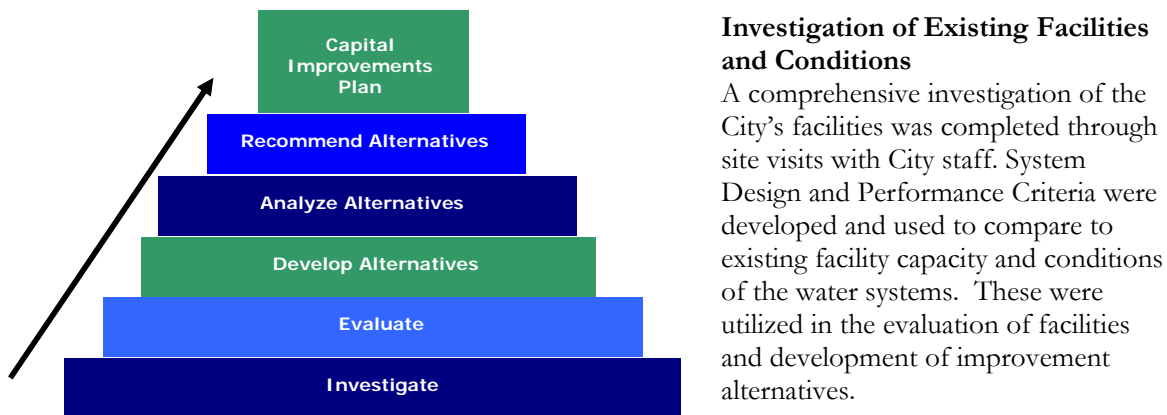 Capital
Improvements
Plan
Recommend Alternatives
Analyze Alternatives
Develop Alternatives
Evaluate
Investigate
Investigation of Existing Facilities
and Conditions
A comprehensive investigation of the
City’s facilities was completed through
site visits with City staff. System
Design and Performance Criteria were
developed and used to compare to
existing facility capacity and conditions
of the water systems.  These were
utilized in the evaluation of facilities
and development of improvement
alternatives.